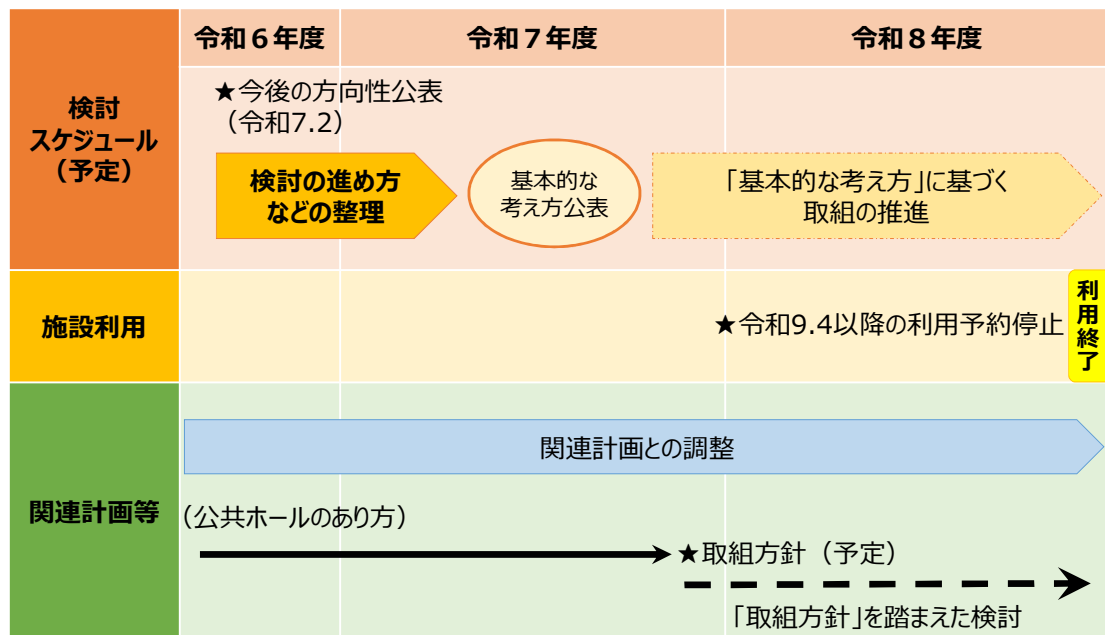 令和６年度
令和７年度
令和８年度
検討
スケジュール
（予定）
★今後の方向性公表
（令和7.2）
検討の進め方
などの整理
基本的な
考え方公表
「基本的な考え方」に基づく
取組の推進
施設利用
★令和9.4以降の利用予約停止
利用終了
関連計画等
関連計画との調整
（公共ホールのあり方）
★取組方針（予定）
「取組方針」を踏まえた検討